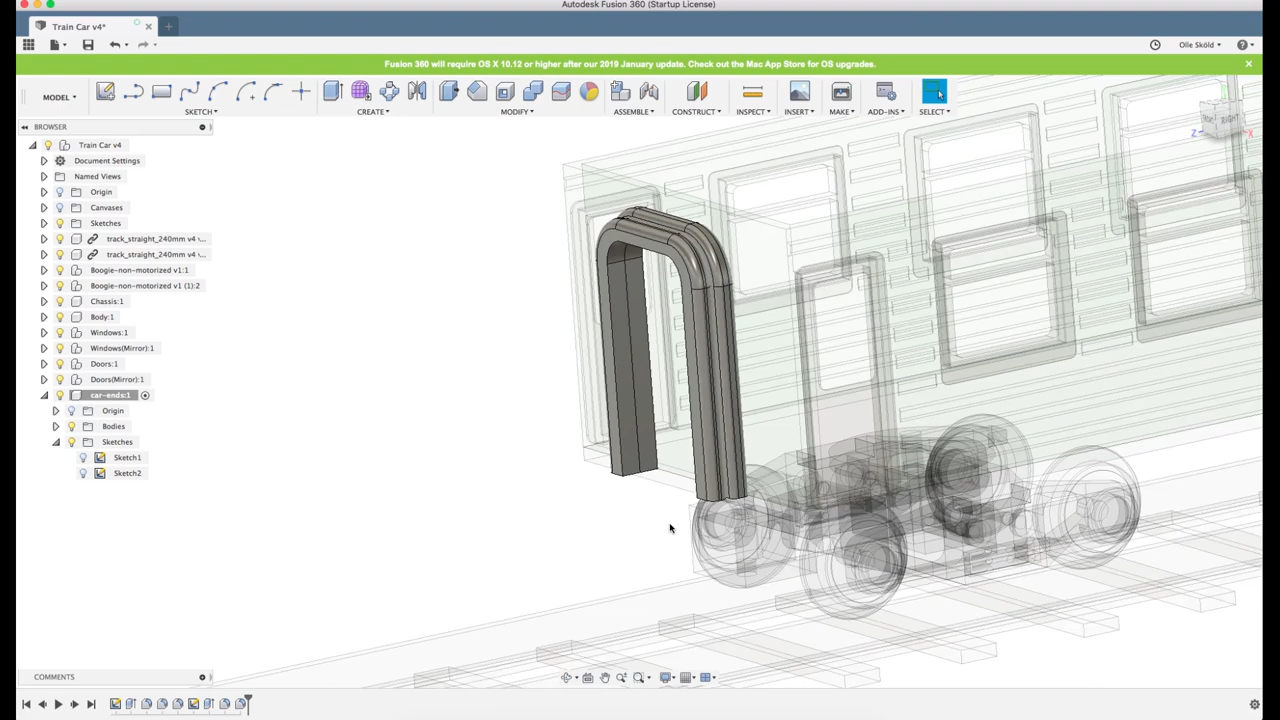 Autodesk Fusion 360 (Startup License)
Train Car v4*
Olle Sköld
Fusion 360 will require OS X 10.12 or higher after our 2019 January update. Check out the Mac App Store for OS upgrades.
MODEL
SKETCH
CREATE
MODIFY
ASSEMBLE
CONSTRUCT
INSPECT
INSERT
MAKE
ADD-INS
SELECT
BROWSER
RIGHT
Z
X
Train Car v4
Document Settings
Named Views
Origin
Canvases
Sketches
track_straight_240mm v4 ...
track_straight_240mm v4 ...
Boogie-non-motorized v1:1
Boogie-non-motorized v1 (1):2
Chassis:1
Body:1
Windows:1
Windows(Mirror):1
Doors:1
Doors(Mirror):1
car-ends:1
Origin
Bodies
Sketches
Sketch1
Sketch2
COMMENTS